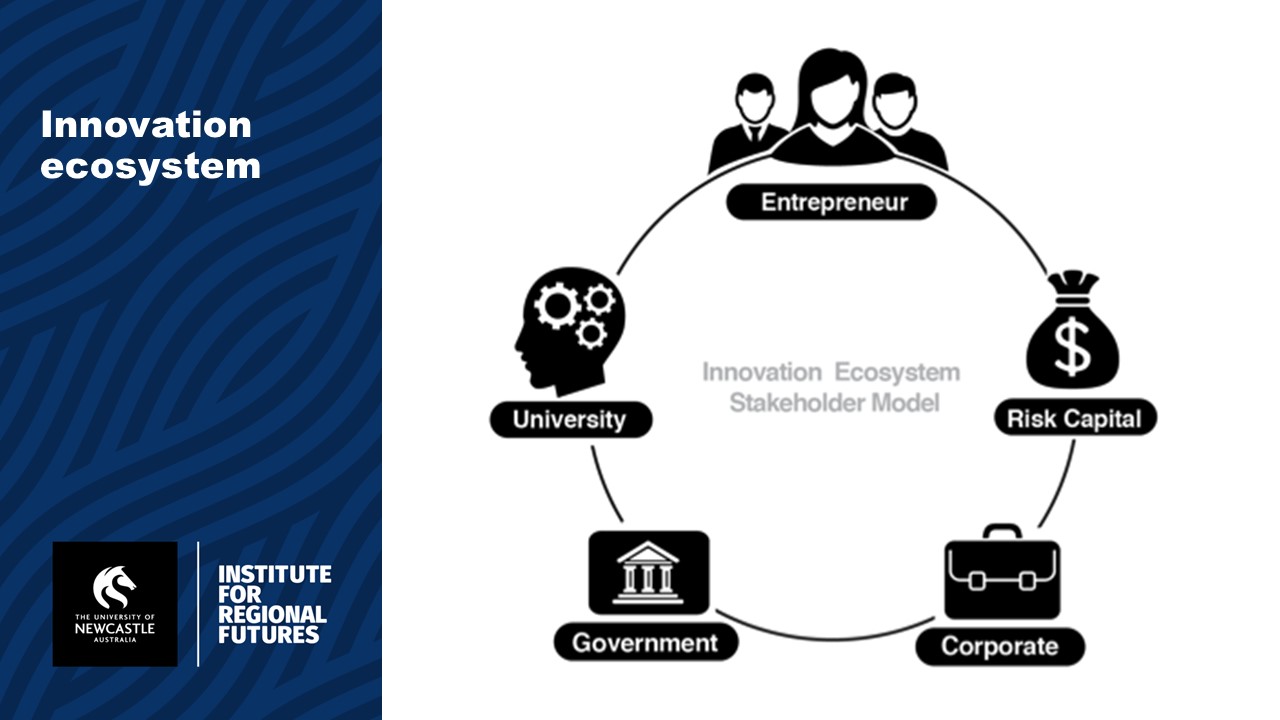 Innovation
ecosystem
Entrepreneur
University
Innovation Ecosystem
Stakeholder Model
$
Risk Capital
Government
Corporate
THE UNIVERSITY OF
NEWCASTLE
AUSTRALIA
INSTITUTE
FOR
REGIONAL
FUTURES